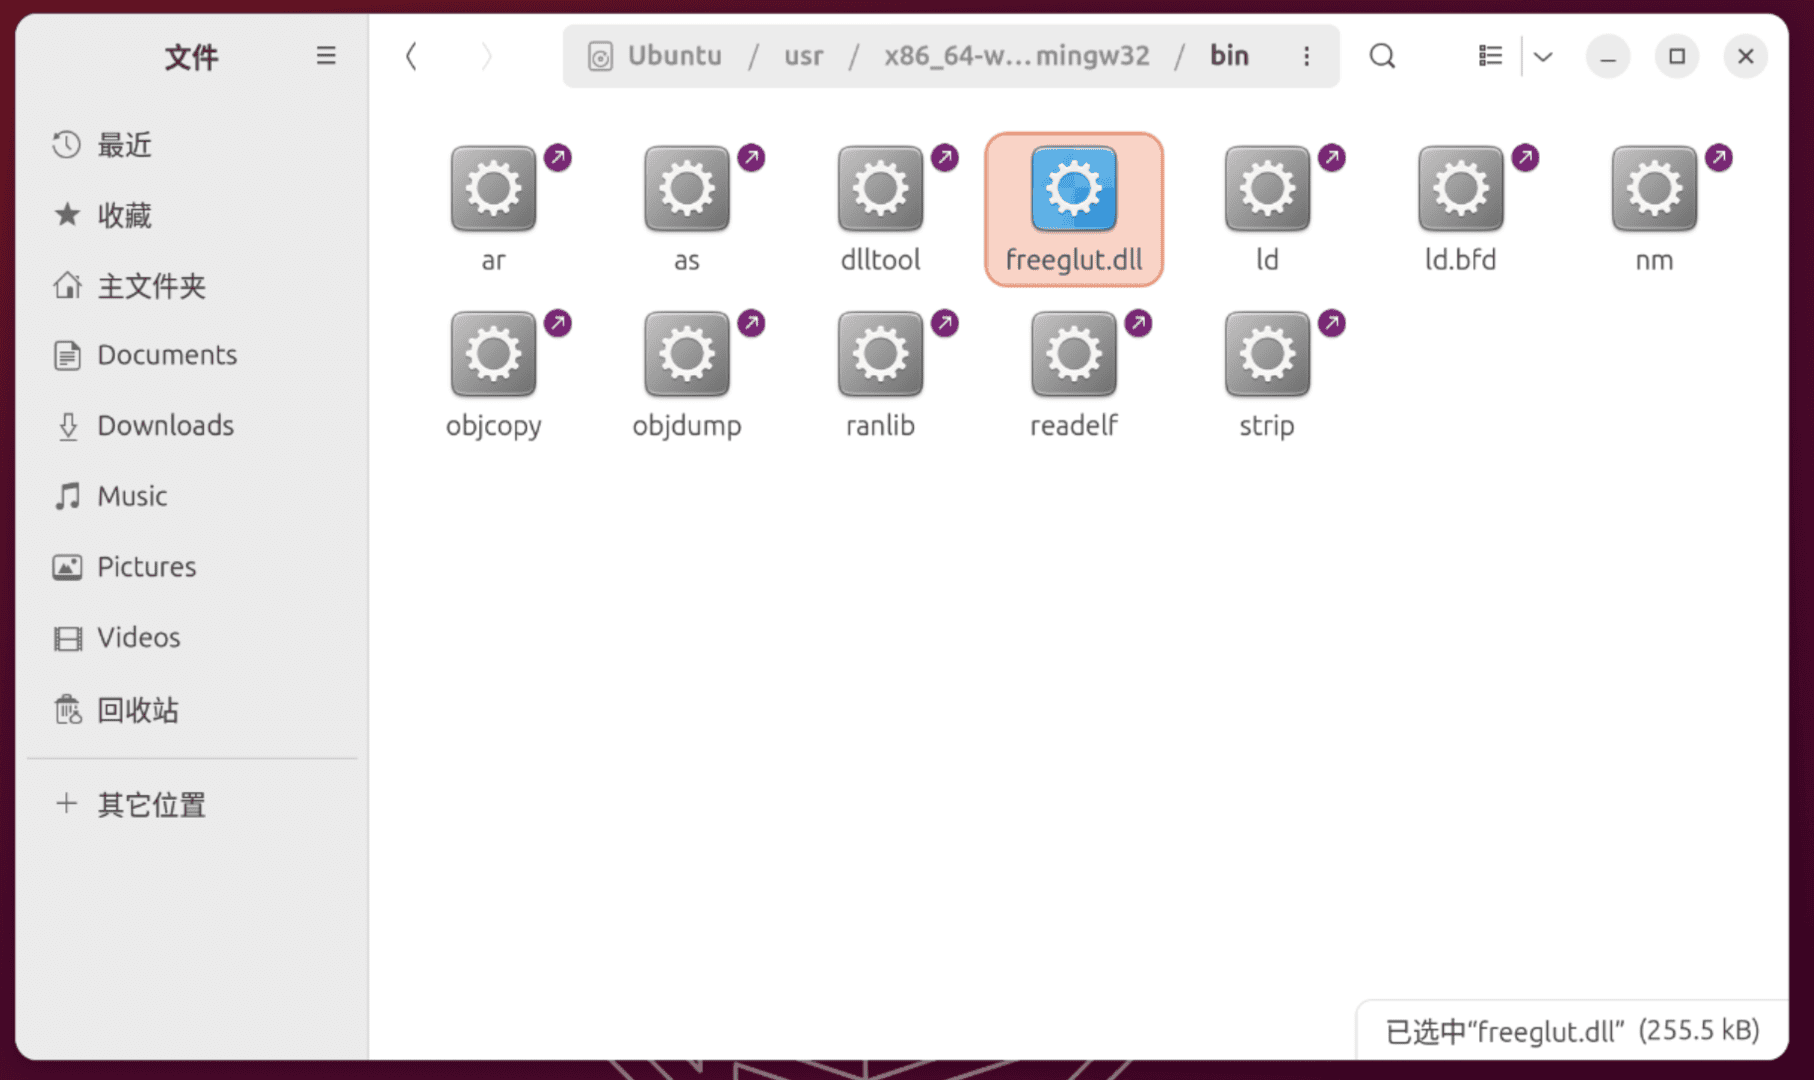 文件
Ubuntu / usr / x86_64-w...mingw32 / bin
最近
收藏
主文件夹
Documents
Downloads
Music
Pictures
Videos
回收站
其它位置
ar as dlltool freeglut.dll ld ld.bfd nm
objcopy objdump ranlib readelf strip
已选中“freeglut.dll” (255.5 kB)